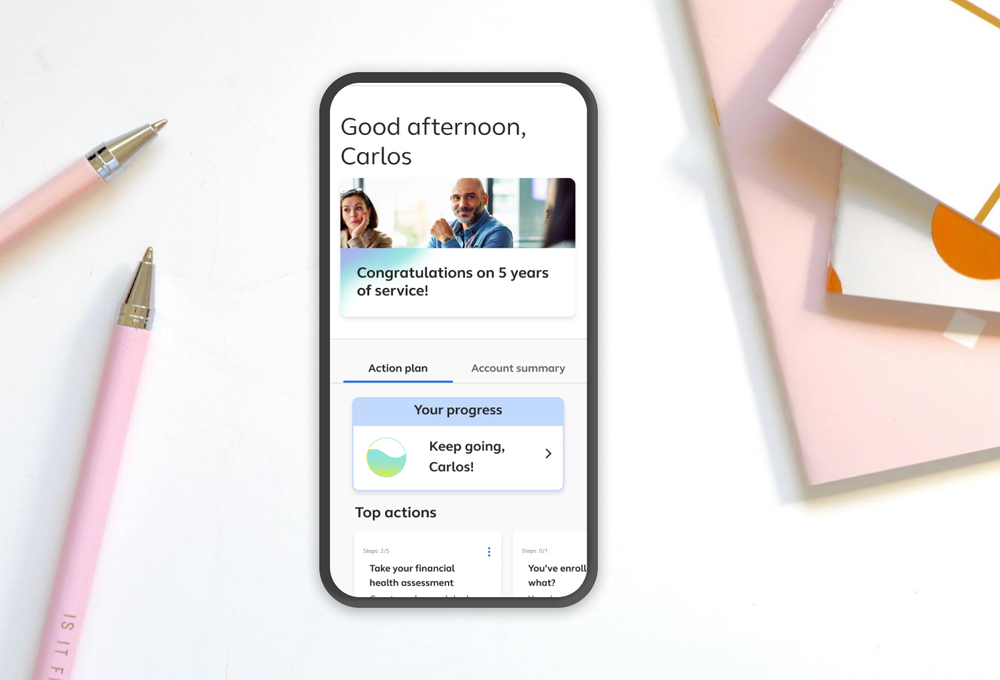 Good afternoon,
Carlos
Congratulations on 5 years
of service!
Action plan
Account summary
Your progress
Keep going,
Carlos!
Top actions
Steps: 2/5
Take your financial
health assessment
Steps: 0/1
You've enroll
what?
IS IT